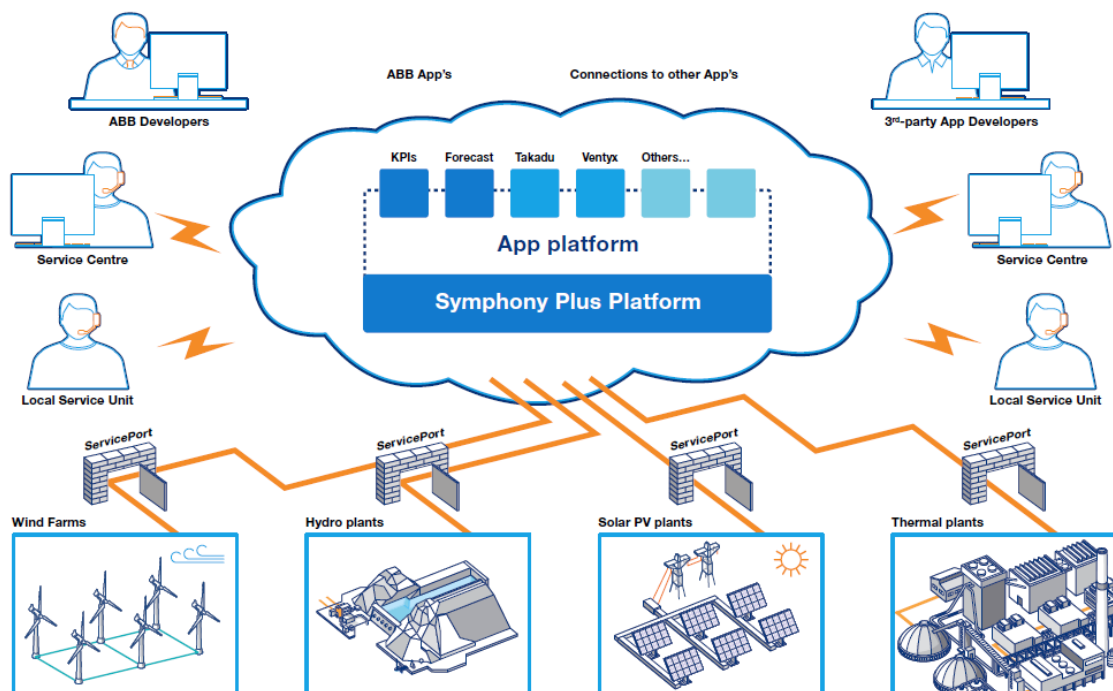 ABB App's
Connections to other App's
ABB Developers
3rd-party App Developers
KPIs
Forecast
Takadu
Ventyx
Others...
App platform
Service Centre
Service Centre
Symphony Plus Platform
Local Service Unit
Local Service Unit
ServicePort
ServicePort
ServicePort
ServicePort
Wind Farms
Hydro plants
Solar PV plants
Thermal plants